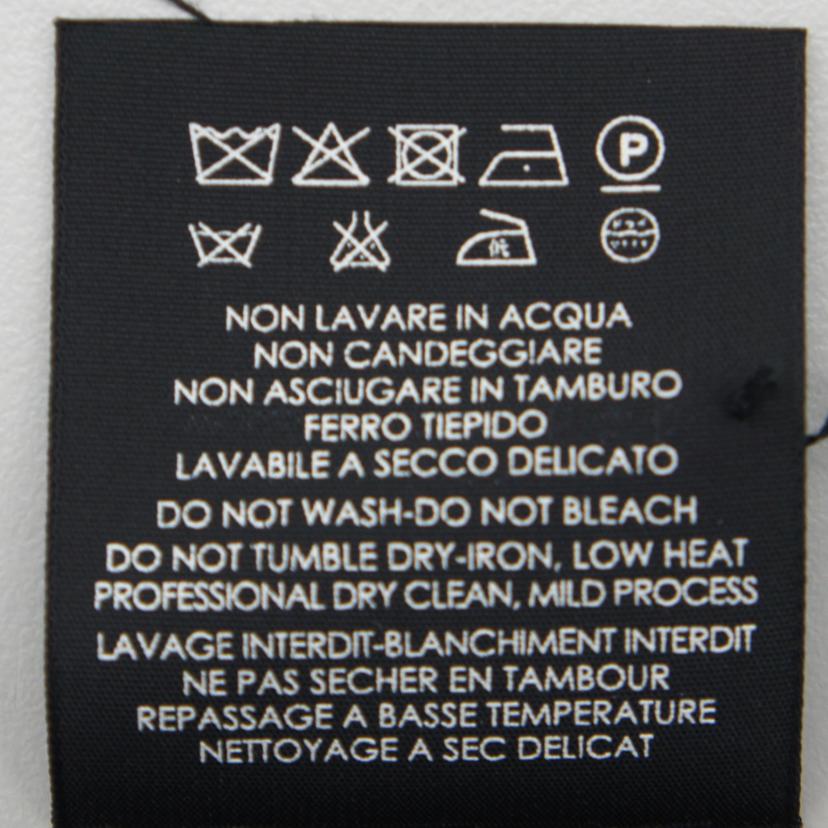 P
NON LAVARE IN ACQUA
NON CANDEGGIARE
NON ASCIUGARE IN TAMBURO
FERRO TIEPIDO
LAVABILE A SECCO DELICATO
DO NOT WASH-DO NOT BLEACH
DO NOT TUMBLE DRY-IRON, LOW HEAT
PROFESSIONAL DRY CLEAN, MILD PROCESS
LAVAGE INTERDIT-BLANCHIMENT INTERDIT
NE PAS SECHER EN TAMBOUR
REPASSAGE A BASSE TEMPERATURE
NETTOYAGE A SEC DELICAT